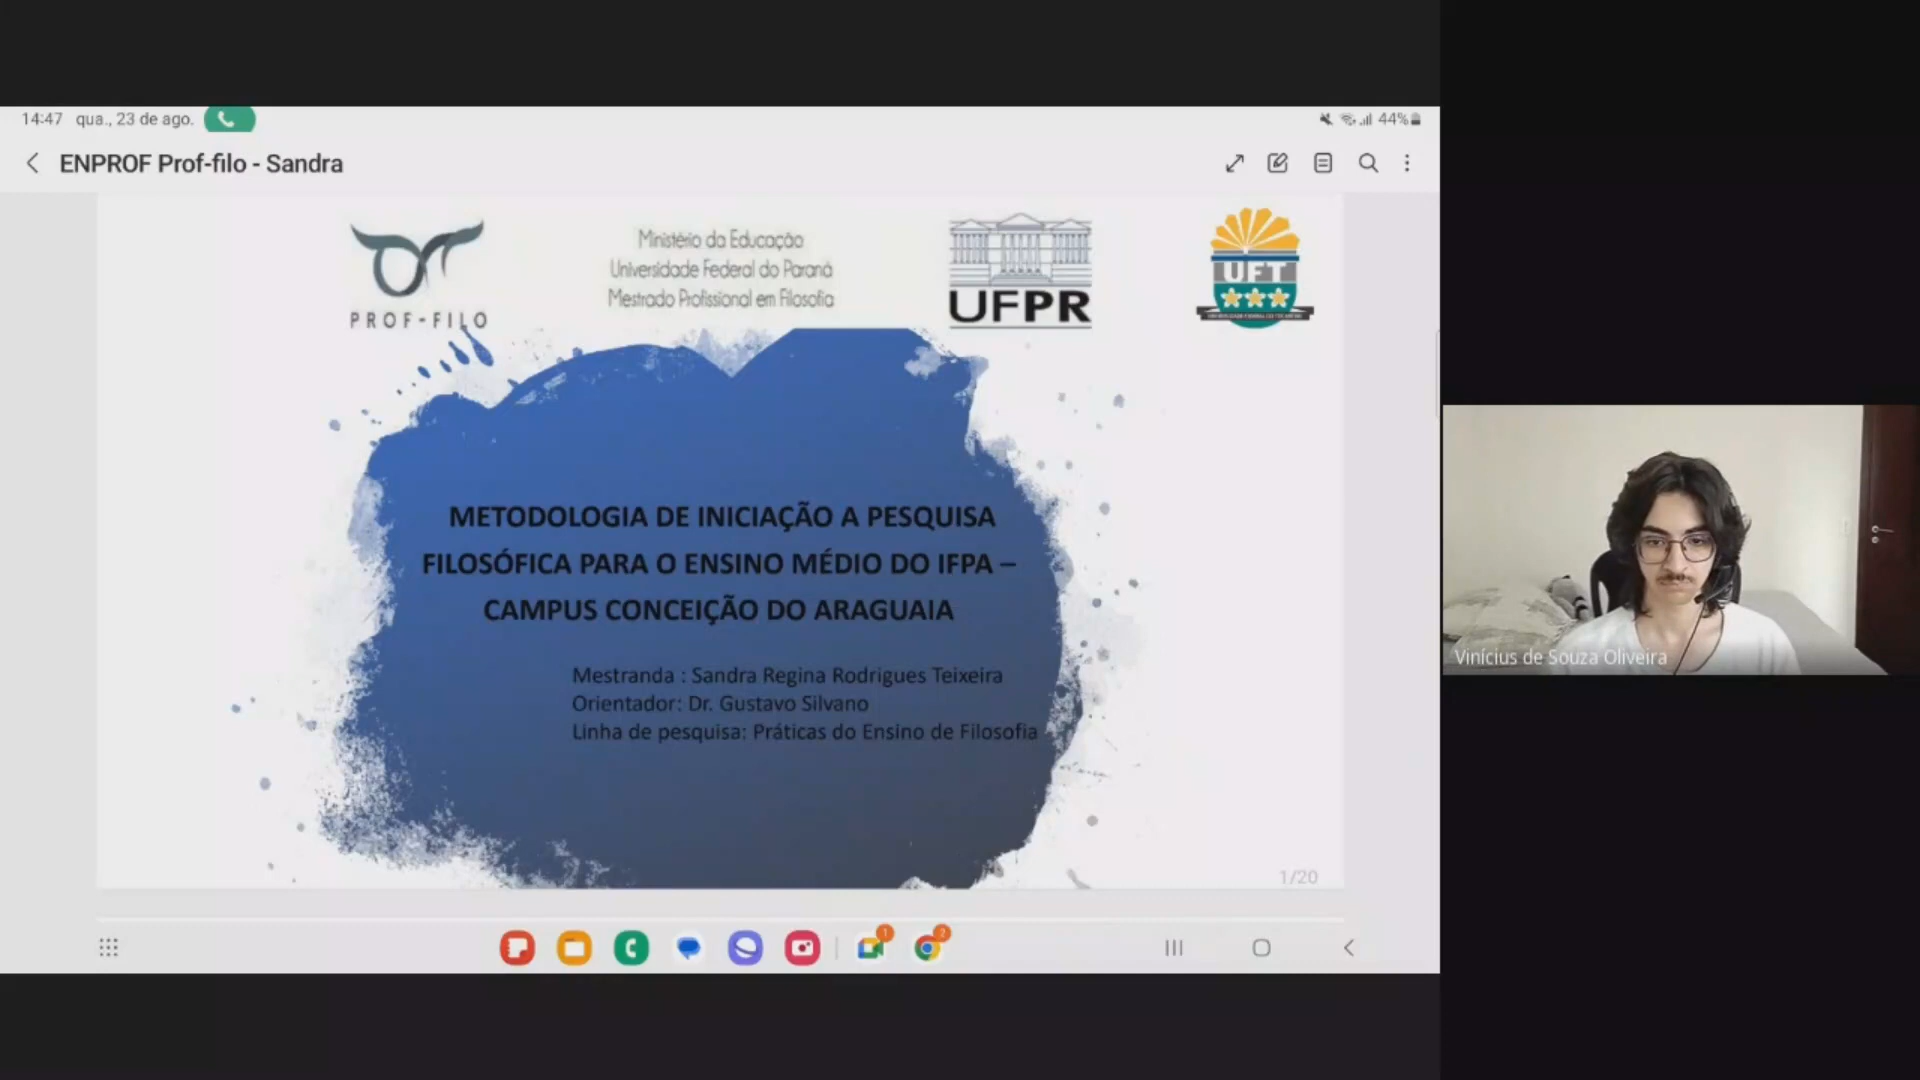 14:47 qua., 23 de ago.
44%
ENPROF Prof-filo - Sandra
PROF-FILO
Ministério da Educação
Universidade Federal do Paraná
Mestrado Profissional em Filosofia
UFPR
UFT
METODOLOGIA DE INICIAÇÃO A PESQUISA
FILOSÓFICA PARA O ENSINO MÉDIO DO IFPA –
CAMPUS CONCEIÇÃO DO ARAGUAIA
Mestranda : Sandra Regina Rodrigues Teixeira
Orientador: Dr. Gustavo Silvano
Linha de pesquisa: Práticas do Ensino de Filosofia
1/20
1
2
Vinícius de Souza Oliveira